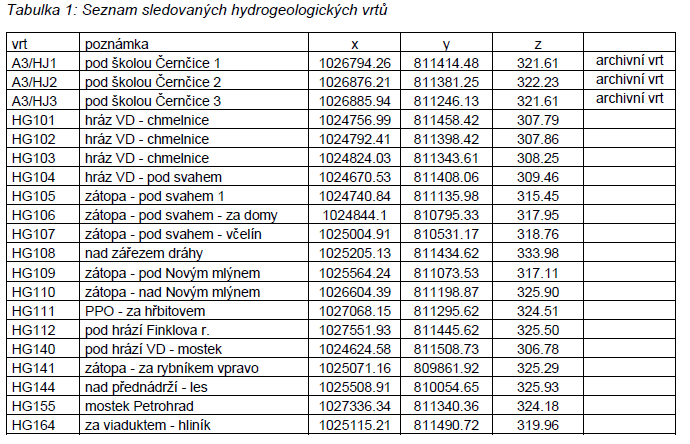 Tabulka 1: Seznam sledovaných hydrogeologických vrtů
vrt poznámka x y z
A3/HJ1 pod školou Černčice 1 1026794.26 811414.48 321.61 archivní vrt
A3/HJ2 pod školou Černčice 2 1026876.21 811381.25 322.23 archivní vrt
A3/HJ3 pod školou Černčice 3 1026885.94 811246.13 321.61 archivní vrt
HG101 hráz VD - chmelnice 1024756.99 811458.42 307.79
HG102 hráz VD - chmelnice 1024792.41 811398.42 307.86
HG103 hráz VD - chmelnice 1024824.03 811343.61 308.25
HG104 hráz VD - pod svahem 1024670.53 811408.06 309.46
HG105 zátopa - pod svahem 1 1024740.84 811135.98 315.45
HG106 zátopa - pod svahem - za domy 1024844.1 810795.33 317.95
HG107 zátopa - pod svahem - včelín 1025004.91 810531.17 318.76
HG108 nad zářezem dráhy 1025205.13 811434.62 333.98
HG109 zátopa - pod Novým mlýnem 1025564.24 811073.53 317.11
HG110 zátopa - nad Novým mlýnem 1026604.39 811198.87 325.90
HG111 PPO - za hřbitovem 1027068.15 811295.62 324.51
HG112 pod hrází Finklova r. 1027551.93 811445.62 325.50
HG140 pod hrází VD - mostek 1024624.58 811508.73 306.78
HG141 zátopa - za rybníkem vpravo 1025071.16 809861.92 325.29
HG144 nad přednádrží - les 1025508.91 810054.65 325.93
HG155 mostek Petrohrad 1027336.34 811340.36 324.18
HG164 za viaduktem - hliník 1025115.21 811490.72 319.96